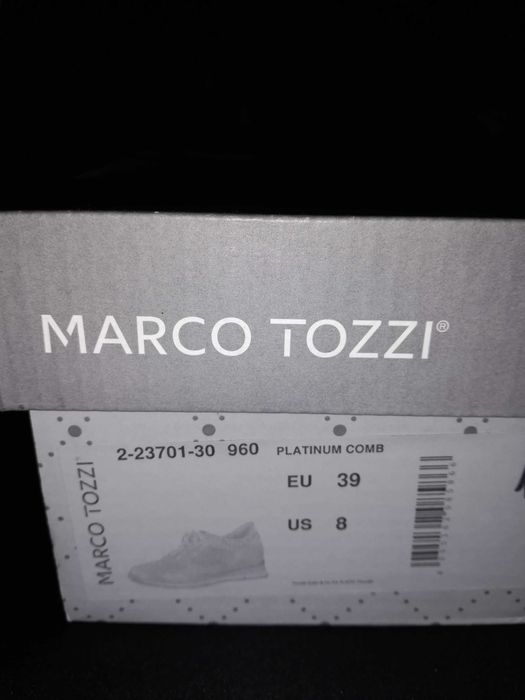 MARCO TOZZI®
2-23701-30 960 PLATINUM COMB
EU 39
US 8
MARCO TOZZI